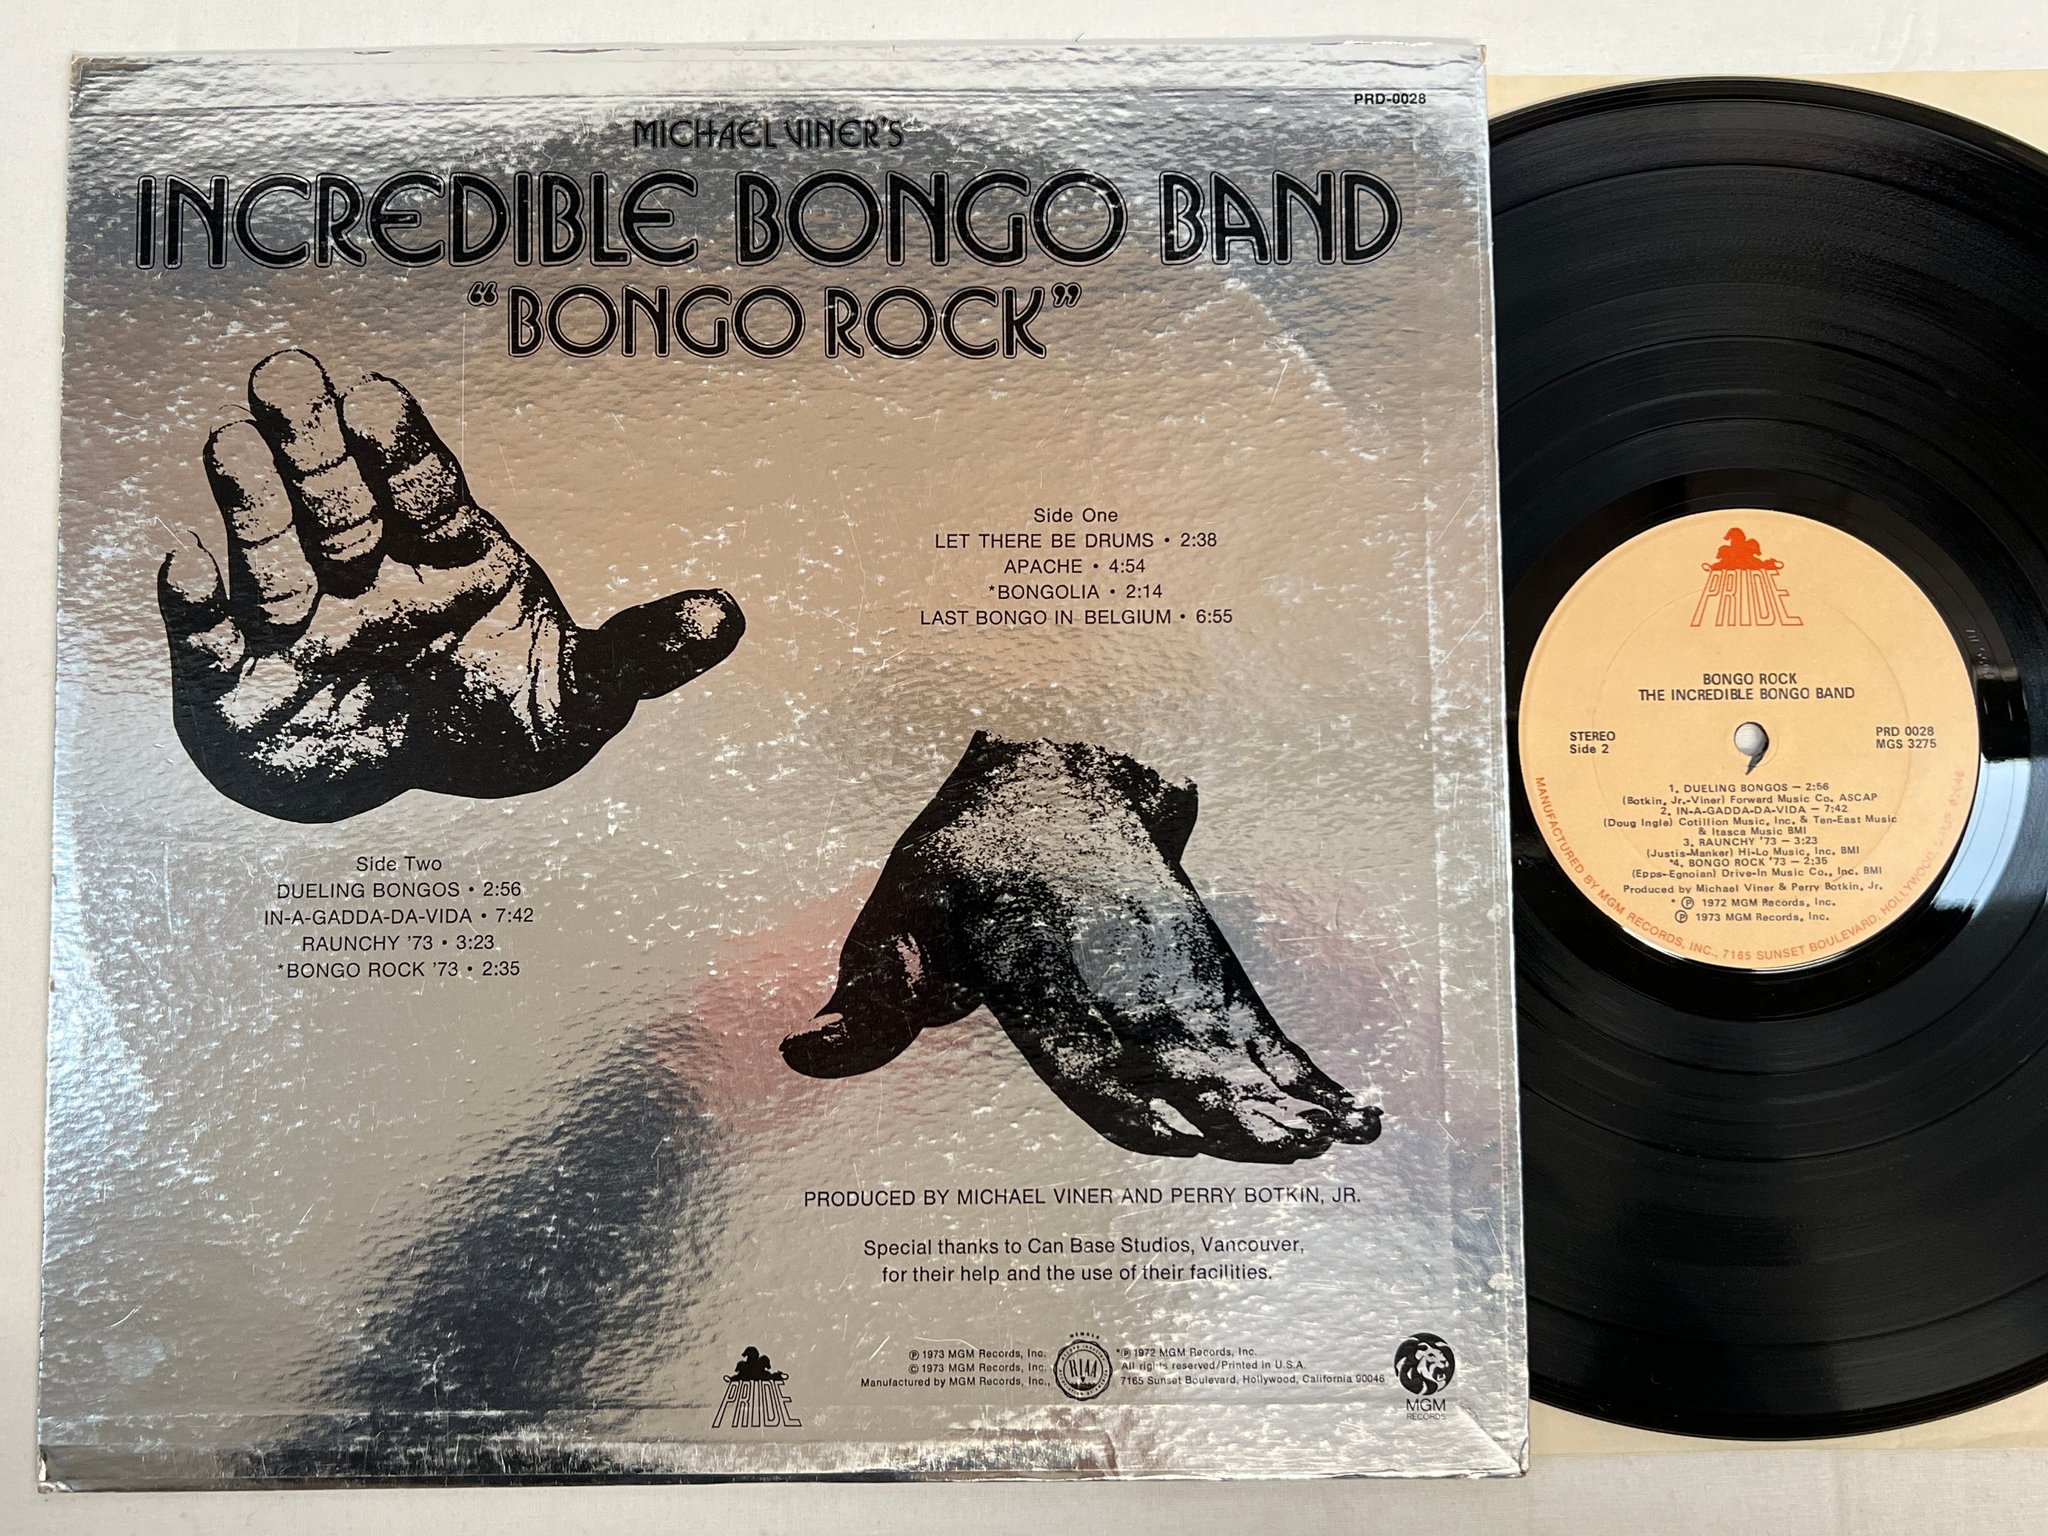 PRD-0028
MICHAEL VINER'S
INCREDIBLE BONGO BAND
"BONGO ROCK"
Side One
LET THERE BE DRUMS • 2:38
APACHE • 4:54
*BONGOLIA • 2:14
LAST BONGO IN BELGIUM • 6:55
Side Two
DUELING BONGOS • 2:56
IN-A-GADDA-DA-VIDA • 7:42
RAUNCHY '73 • 3:23
*BONGO ROCK '73 • 2:35
PRODUCED BY MICHAEL VINER AND PERRY BOTKIN, JR.
Special thanks to Can Base Studios, Vancouver,
for their help and the use of their facilities.
PRIDE
℗ 1973 MGM Records, Inc.
© 1973 MGM Records, Inc.
Manufactured by MGM Records, Inc.,
MEMBER
RIAA
*℗ 1972 MGM Records, Inc.
All rights reserved/Printed in U.S.A.
7165 Sunset Boulevard, Hollywood, California 90046
MGM
RECORDS
PRIDE
BONGO ROCK
THE INCREDIBLE BONGO BAND
STEREO
Side 2
PRD 0028
MGS 3275
1. DUELING BONGOS — 2:56
(Botkin, Jr.-Viner) Forward Music Co. ASCAP
2. IN-A-GADDA-DA-VIDA — 7:42
(Doug Ingle) Cotillion Music, Inc. & Ten-East Music
& Itasca Music BMI
3. RAUNCHY '73 — 3:23
(Justis-Manker) Hi-Lo Music, Inc. BMI
*4. BONGO ROCK '73 — 2:35
(Epps-Egnoian) Drive-In Music Co., Inc. BMI
Produced by Michael Viner & Perry Botkin, Jr.
* ℗ 1972 MGM Records, Inc.
℗ 1973 MGM Records, Inc.
MANUFACTURED BY MGM RECORDS, INC., 7165 SUNSET BOULEVARD, HOLLYWOOD, 90046